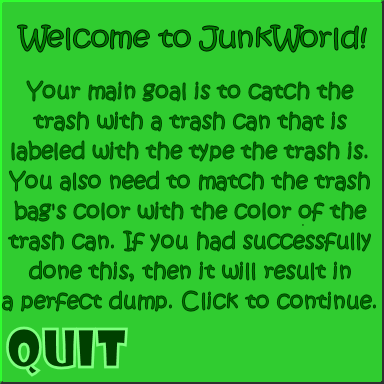 Welcome to JunkWorld!
Your main goal is to catch the
trash with a trash can that is
labeled with the type the trash is.
You also need to match the trash
bag's color with the color of the
trash can. If you had successfully
done this, then it will result in
a perfect dump. Click to continue.
QUIT